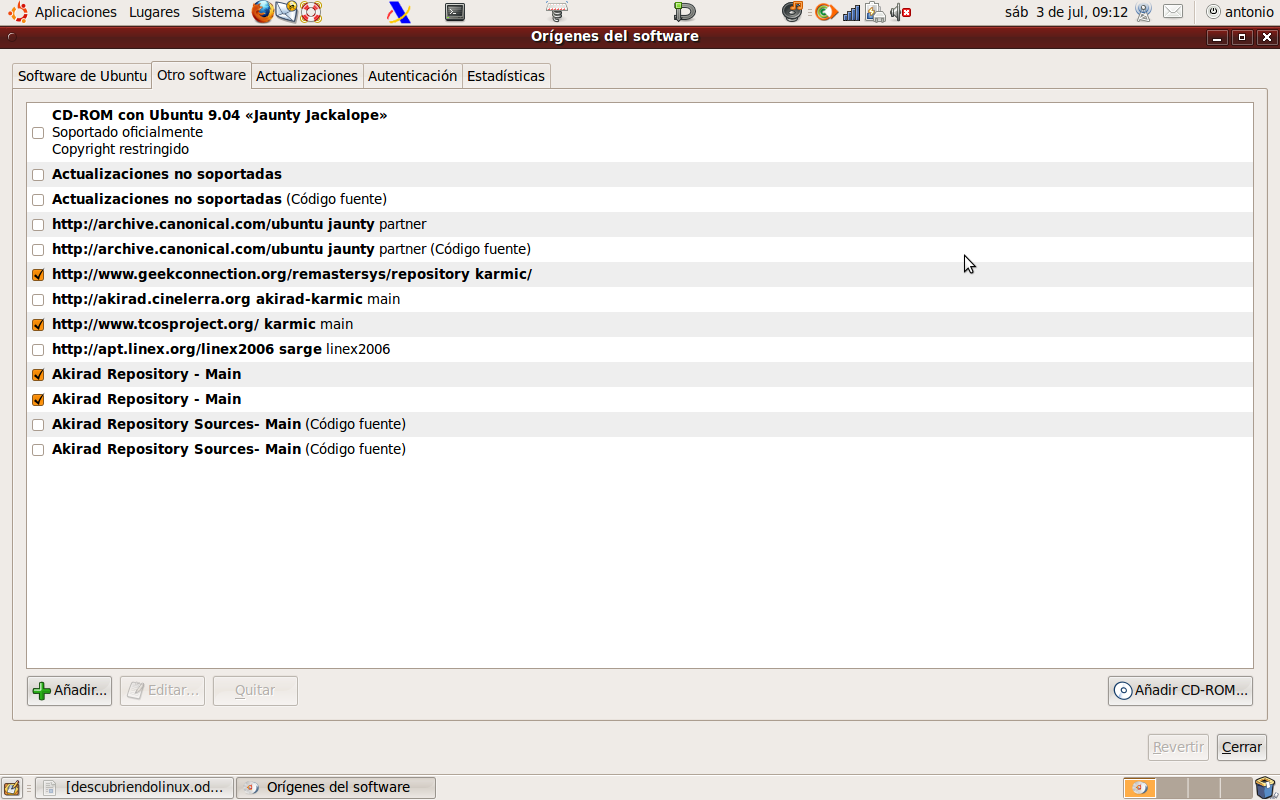 Aplicaciones Lugares Sistema sáb 3 de jul, 09:12 antonio
Orígenes del software
Software de Ubuntu Otro software Actualizaciones Autenticación Estadísticas
CD-ROM con Ubuntu 9.04 «Jaunty Jackalope»
Soportado oficialmente
Copyright restringido
Actualizaciones no soportadas
Actualizaciones no soportadas (Código fuente)
http://archive.canonical.com/ubuntu jaunty partner
http://archive.canonical.com/ubuntu jaunty partner (Código fuente)
http://www.geekconnection.org/remastersys/repository karmic/
http://akirad.cinelerra.org akirad-karmic main
http://www.tcosproject.org/ karmic main
http://apt.linex.org/linex2006 sarge linex2006
Akirad Repository - Main
Akirad Repository - Main
Akirad Repository Sources- Main (Código fuente)
Akirad Repository Sources- Main (Código fuente)
Añadir... Editar... Quitar Añadir CD-ROM...
Revertir Cerrar
[descubriendolinux.od... Orígenes del software